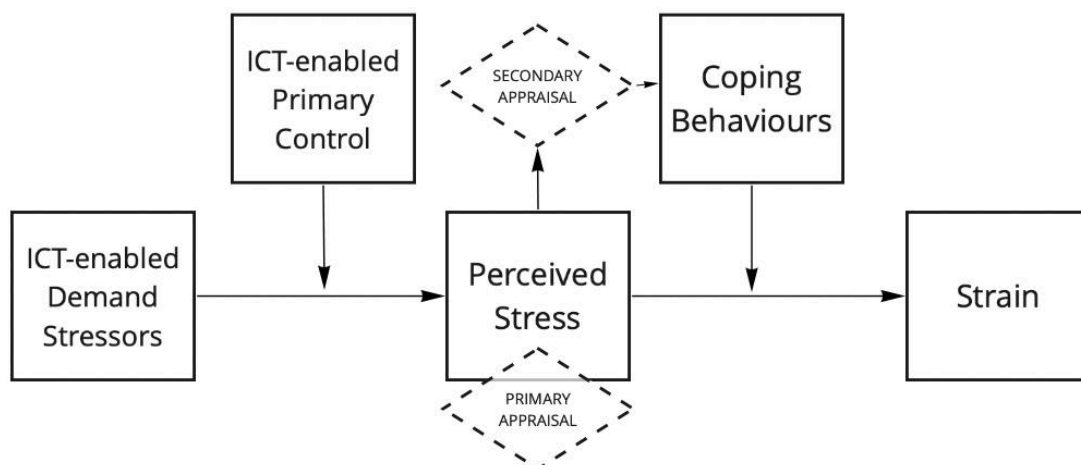 ICT-enabled
Primary
Control
SECONDARY
APPRAISAL
Coping
Behaviours
ICT-enabled
Demand
Stressors
Perceived
Stress
Strain
PRIMARY
APPRAISAL